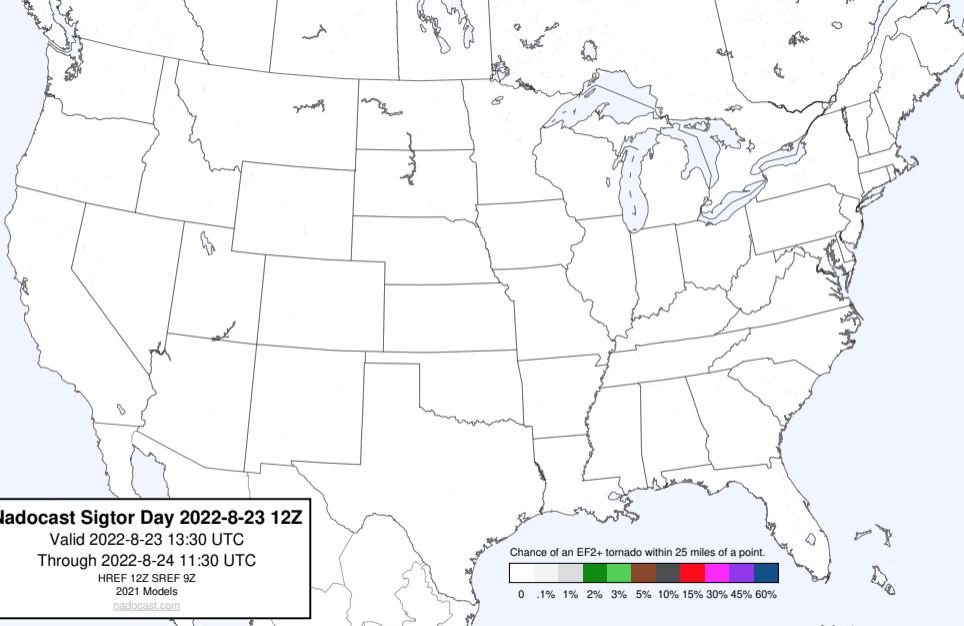 Nadocast Sigtor Day 2022-8-23 12Z
Valid 2022-8-23 13:30 UTC
Through 2022-8-24 11:30 UTC
HREF 12Z SREF 9Z
2021 Models
nadocast.com
Chance of an EF2+ tornado within 25 miles of a point.
0 .1% 1% 2% 3% 5% 10% 15% 30% 45% 60%